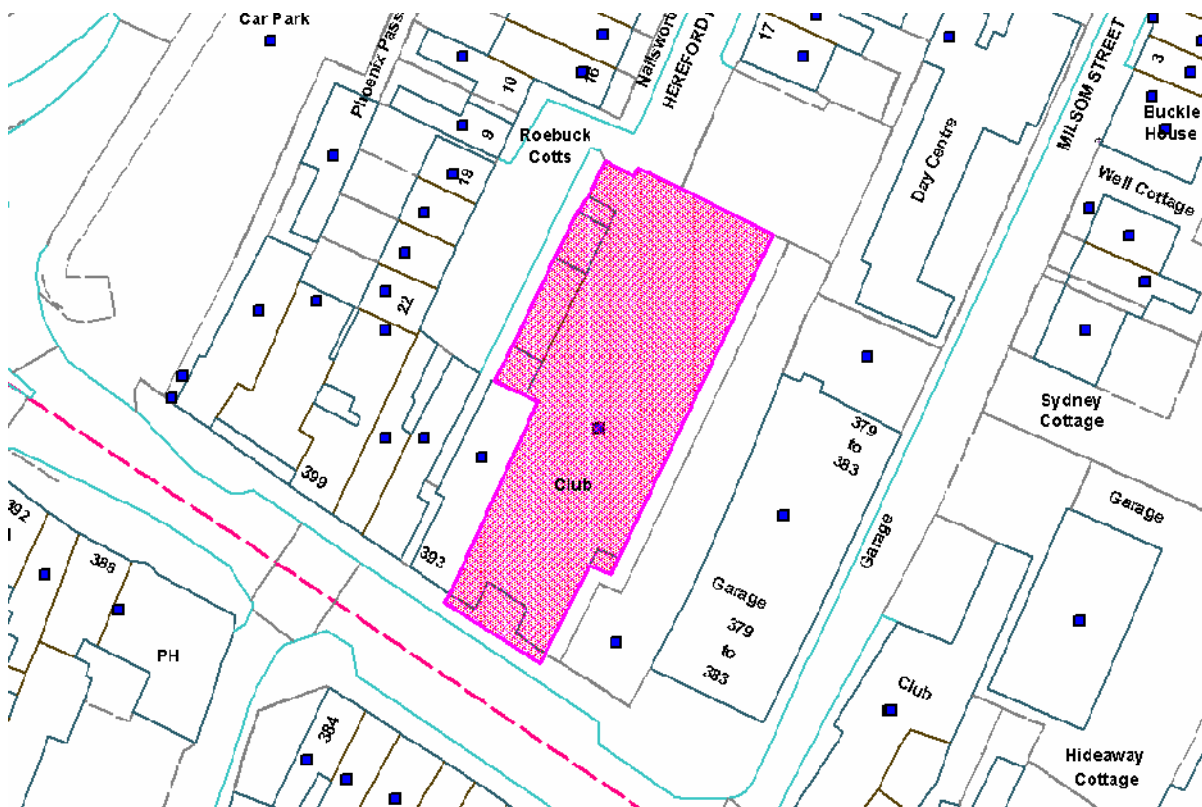 Car Park
Phoenix Pass
Nailswor
HEREFORD
MILSOM STREET
17
3
10
16
9
Roebuck
Cotts
Buckle
House
Day Centre
Well Cottage
18
22
Sydney
Cottage
379
to
383
399
Club
Garage
392
393
Garage
388
Garage
379
to
383
PH
Club
384
Hideaway
Cottage